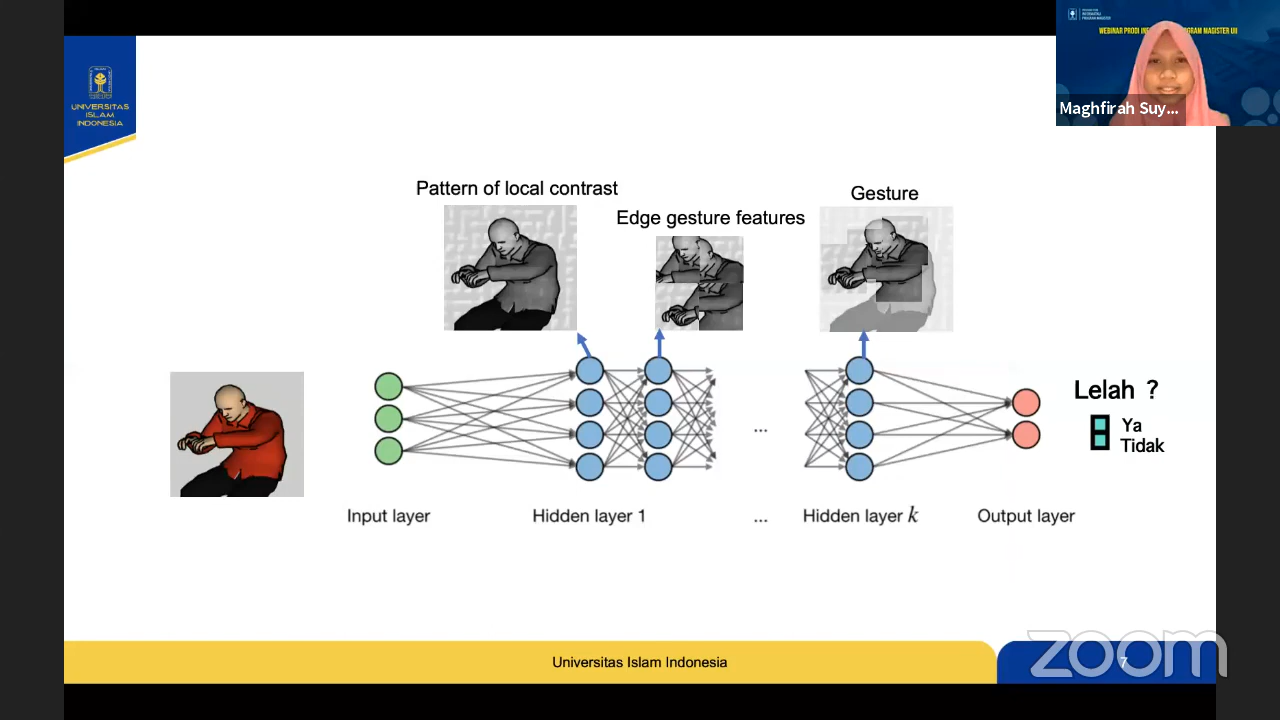 UNIVERSITAS
ISLAM
INDONESIA
WEBINAR PRODI
PROGRAM MAGISTER UII
Maghfirah Suy...
Pattern of local contrast
Edge gesture features
Gesture
Lelah ?
Ya
Tidak
...
Input layer
Hidden layer 1
...
Hidden layer k
Output layer
Universitas Islam Indonesia
7
zoom